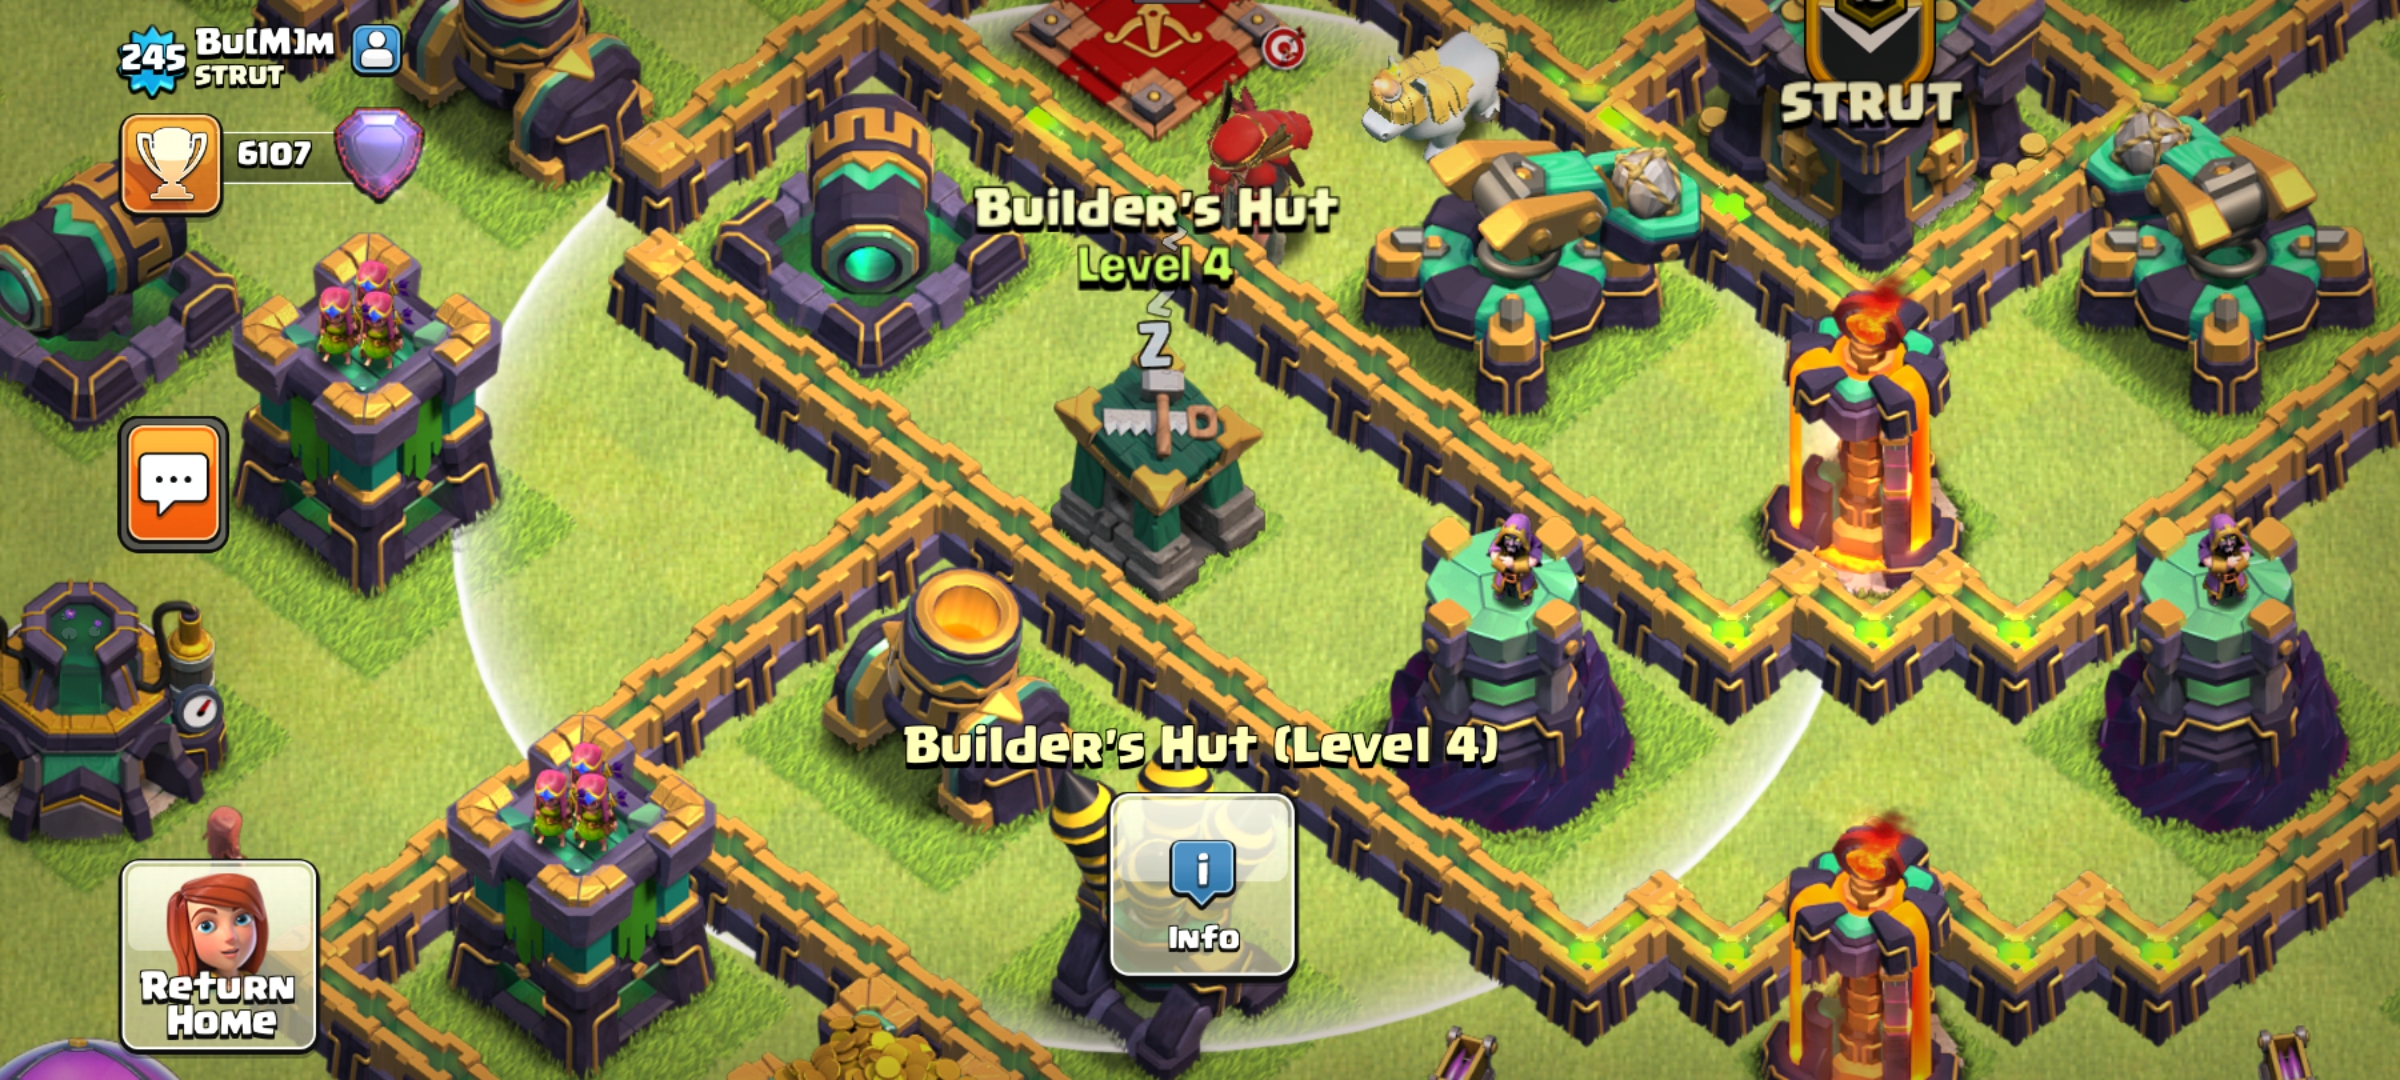 245
Bu[M]m
STRUT
6107
STRUT
Builder's Hut
Level 4
z
z
Z
Builder's Hut (Level 4)
i
Info
Return
Home